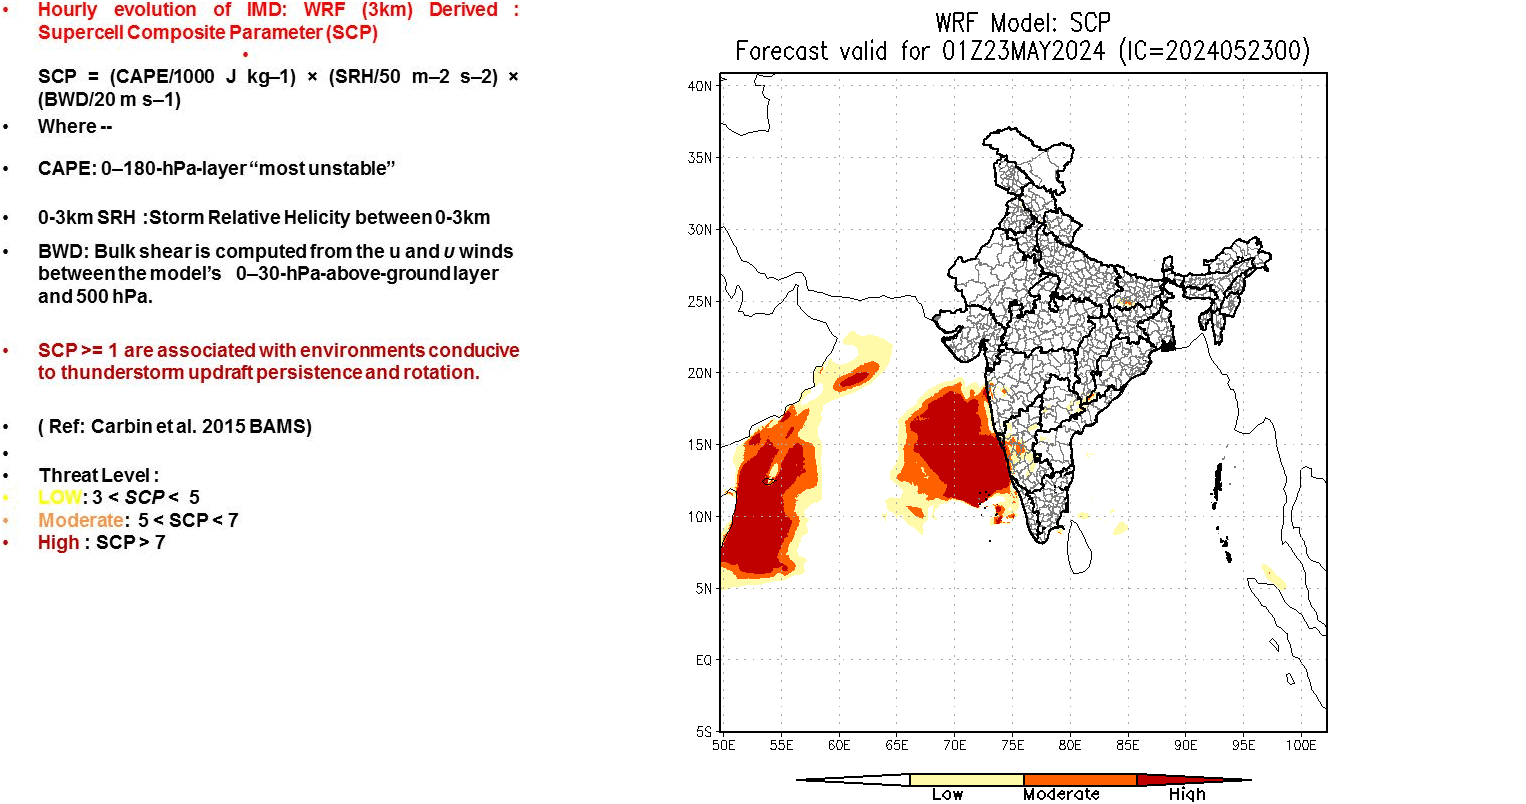 Hourly evolution of IMD: WRF (3km) Derived :
Supercell Composite Parameter (SCP)
SCP = (CAPE/1000 J kg–1) × (SRH/50 m–2 s–2) ×
(BWD/20 m s–1)
Where --
CAPE: 0–180-hPa-layer “most unstable”
0-3km SRH :Storm Relative Helicity between 0-3km
BWD: Bulk shear is computed from the u and υ winds
between the model’s 0–30-hPa-above-ground layer
and 500 hPa.
SCP >= 1 are associated with environments conducive
to thunderstorm updraft persistence and rotation.
( Ref: Carbin et al. 2015 BAMS)
Threat Level :
LOW: 3 < SCP < 5
Moderate: 5 < SCP < 7
High : SCP > 7
WRF Model: SCP
Forecast valid for 01Z23MAY2024 (IC=2024052300)
40N
35N
30N
25N
20N
15N
10N
5N
EQ
5S
50E 55E 60E 65E 70E 75E 80E 85E 90E 95E 100E
Low Moderate High